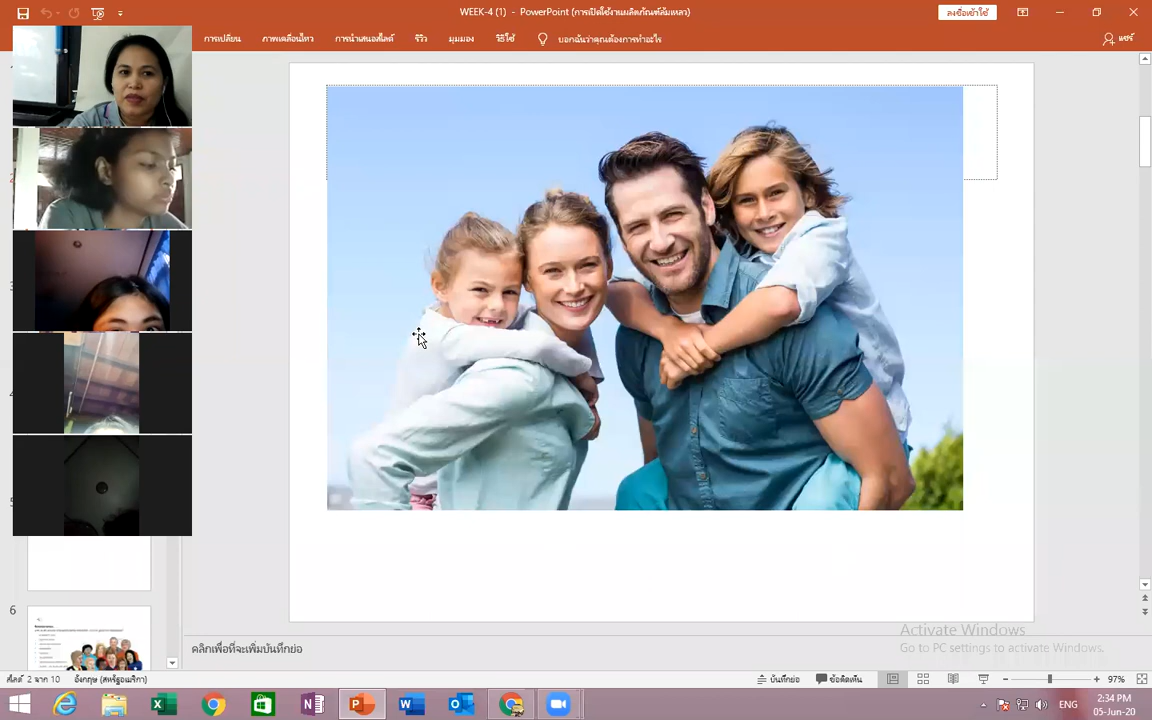 WEEK-4 (1) - PowerPoint (การเปิดใช้งานผลิตภัณฑ์ล้มเหลว)
ลงชื่อเข้าใช้
การเปลี่ยน ภาพเคลื่อนไหว การนำเสนอสไลด์ รีวิว มุมมอง วิธีใช้ บอกฉันว่าคุณต้องการทำอะไร แชร์
6
คลิกเพื่อที่จะเพิ่มบันทึกย่อ
Activate Windows
Go to PC settings to activate Windows.
สไลด์ 2 จาก 10 อังกฤษ (สหรัฐอเมริกา) บันทึกย่อ ข้อคิดเห็น 97%
ENG
2:34 PM
05-Jun-20